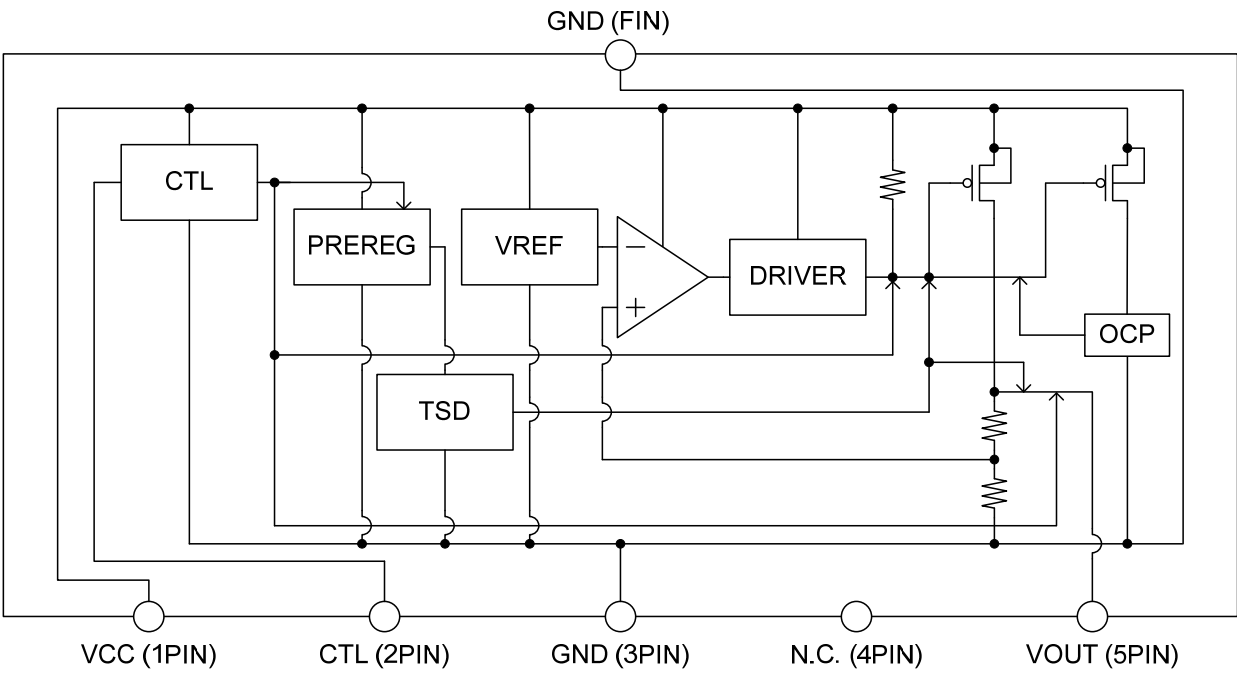 GND (FIN)
CTL
PREREG
VREF
−
+
DRIVER
OCP
TSD
VCC (1PIN)
CTL (2PIN)
GND (3PIN)
N.C. (4PIN)
VOUT (5PIN)